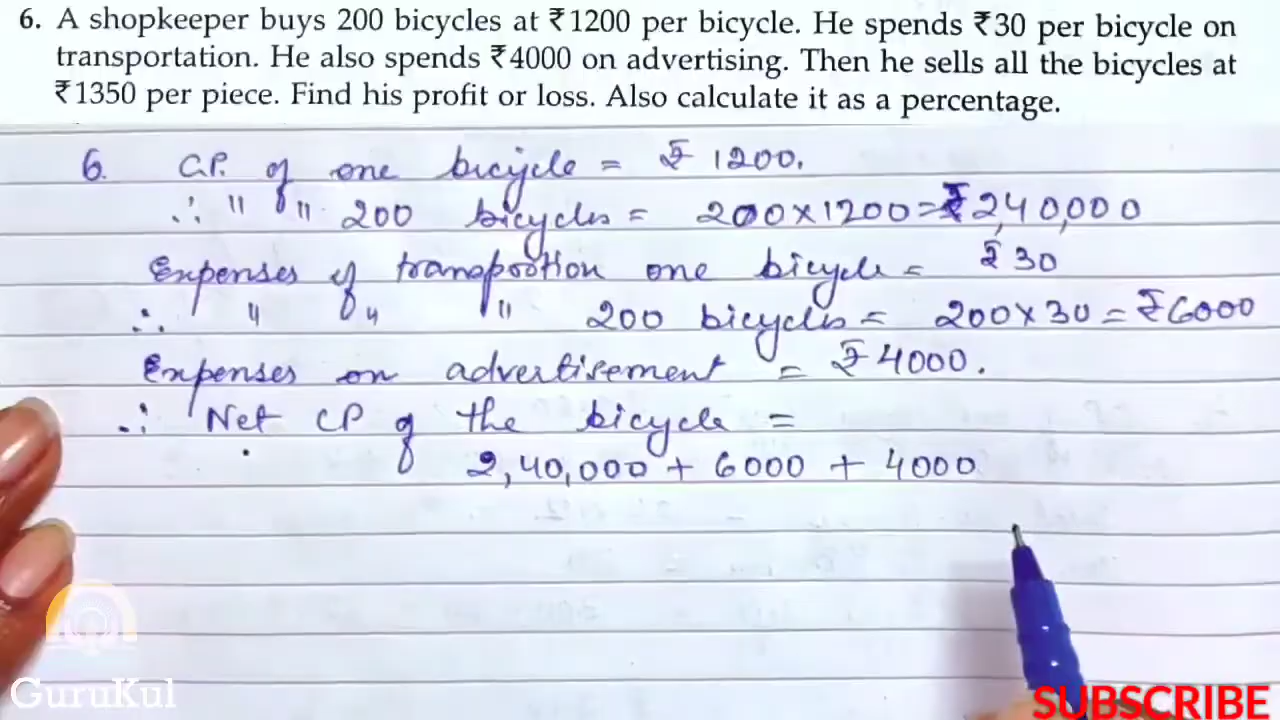 6. A shopkeeper buys 200 bicycles at ₹1200 per bicycle. He spends ₹30 per bicycle on
transportation. He also spends ₹4000 on advertising. Then he sells all the bicycles at
₹1350 per piece. Find his profit or loss. Also calculate it as a percentage.
6. C.P. of one bicycle = ₹ 1200.
∴ " " 200 bicycles = 200×1200=₹2,40,000
Expenses of transportion one bicycle = ₹30
∴ " " " 200 bicycles = 200×30=₹6000
Expenses on advertisement = ₹4000.
∴ Net CP of the bicycle =
2,40,000 + 6000 + 4000
GuruKul
SUBSCRIBE